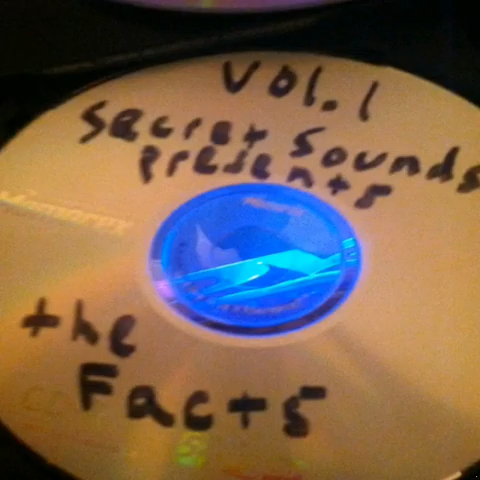 Vol. 1
Secret Sounds
presents
the
Facts